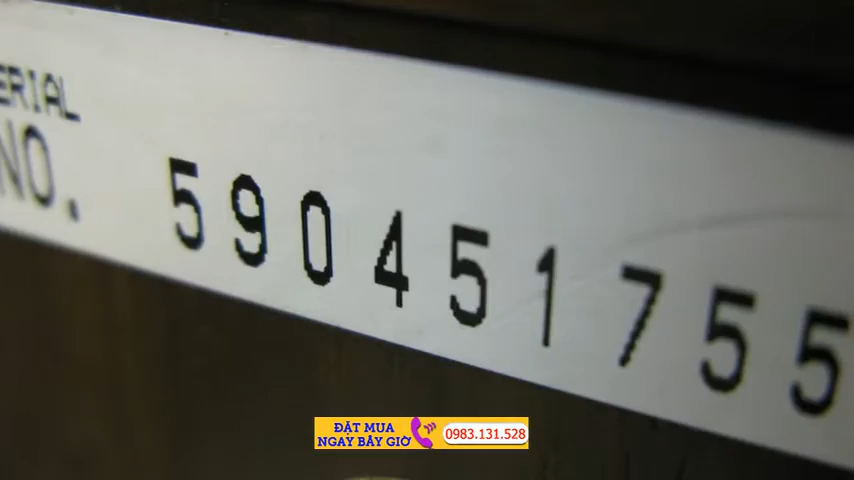 ERIAL
NO. 590451755
ĐẶT MUA
NGAY BÂY GIỜ
0983.131.528